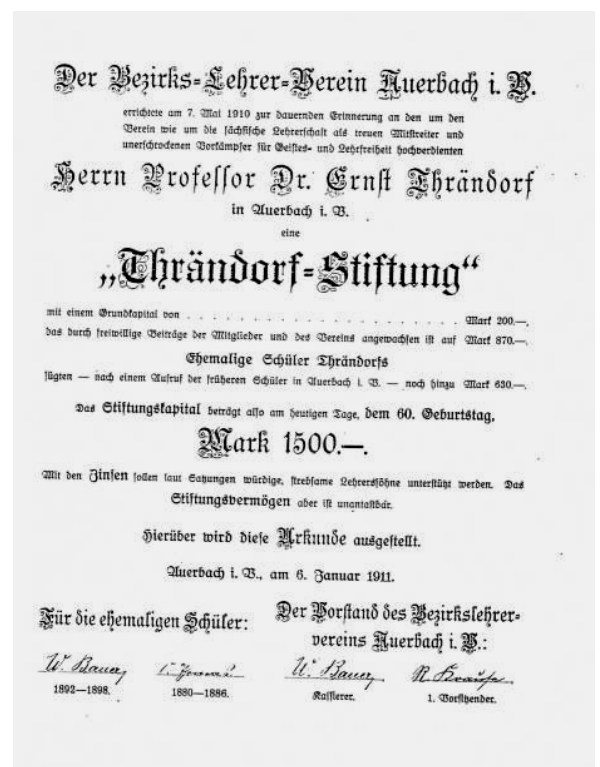 Der Bezirks-Lehrer-Verein Auerbach i. V.
errichtete am 7. Mai 1910 zur dauernden Erinnerung an den um den
Verein wie um die sächsische Lehrerschaft als treuen Mitstreiter und
unerschrockenen Vorkämpfer für Geistes- und Lehrfreiheit hochverdienten
Herrn Professor Dr. Ernst Thrändorf
in Auerbach i. V.
eine
„Thrändorf-Stiftung“
mit einem Grundkapital von . . . . . . . . . . . . . . . . . . . . Mark 200.—,
das durch freiwillige Beiträge der Mitglieder und des Vereins angewachsen ist auf Mark 870.—.
Ehemalige Schüler Thrändorfs
fügten — nach einem Aufruf der früheren Schüler in Auerbach i. V. — noch hinzu Mark 630.—.
Das Stiftungskapital beträgt also am heutigen Tage, dem 60. Geburtstag,
Mark 1500.—.
Mit den Zinsen sollen laut Satzungen würdige, strebsame Lehrerssöhne unterstützt werden. Das
Stiftungsvermögen aber ist unantastbar.
Hierüber wird diese Urkunde ausgestellt.
Auerbach i. V., am 6. Januar 1911.
Für die ehemaligen Schüler:
W. Bauer,
1892—1898.
1880—1886.
Der Vorstand des Bezirkslehrer-
vereins Auerbach i. V.:
W. Bauer,
Kassierer.
R. Krause.
1. Vorsitzender.